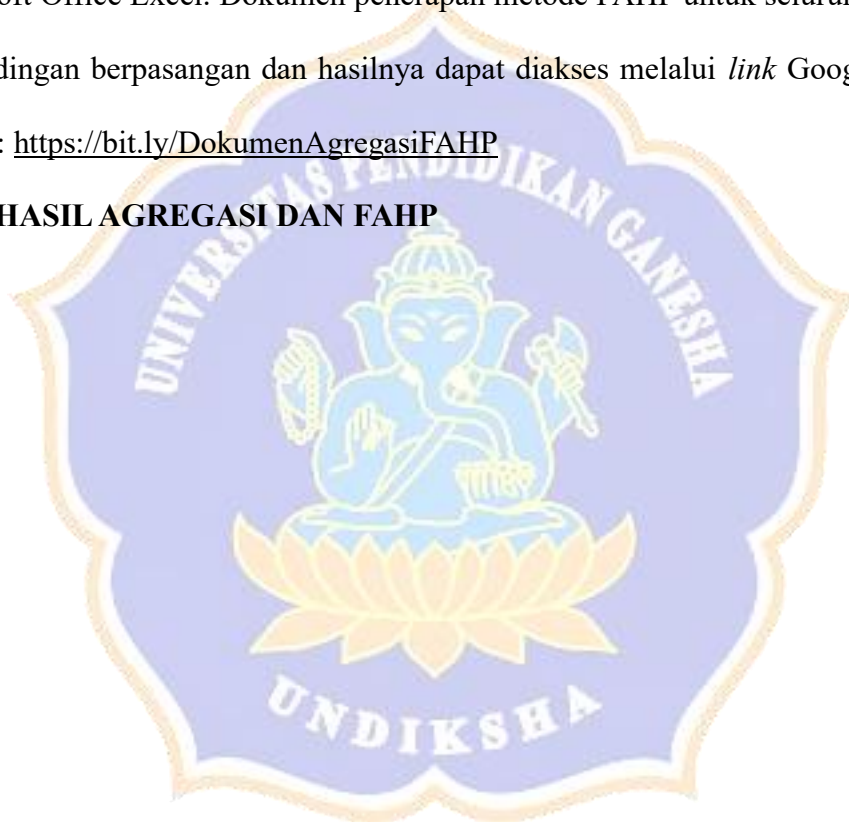 oft Office Excel. Dokumen penerapan metode FAHP untuk seluruh
dingan berpasangan dan hasilnya dapat diakses melalui link Goog
: https://bit.ly/DokumenAgregasiFAHP
HASIL AGREGASI DAN FAHP
UNIVERSITAS PENDIDIKAN GANESHA
UNDIKSHA